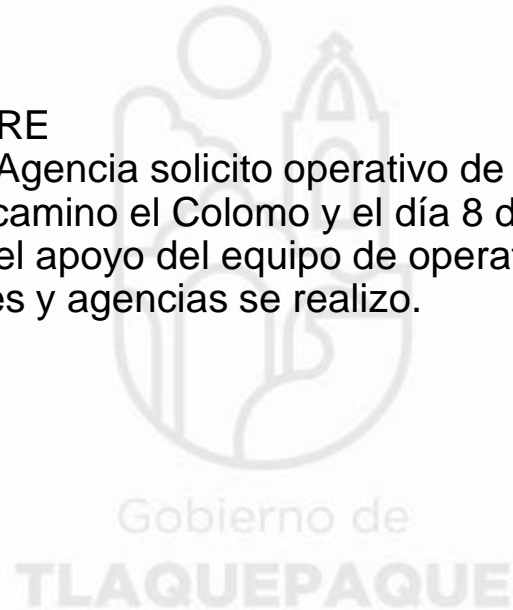 RE
Agencia solicito operativo de
camino el Colomo y el día 8 d
el apoyo del equipo de operat
es y agencias se realizo.
Gobierno de
TLAQUEPAQUE